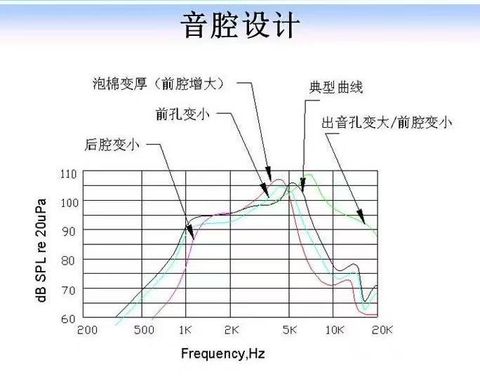 音腔设计
泡棉变厚（前腔增大）
典型曲线
前孔变小
出音孔变大/前腔变小
后腔变小
110
100
90
80
70
60
dB SPL re 20uPa
200 500 1K 2K 5K 10K 20K
Frequency,Hz